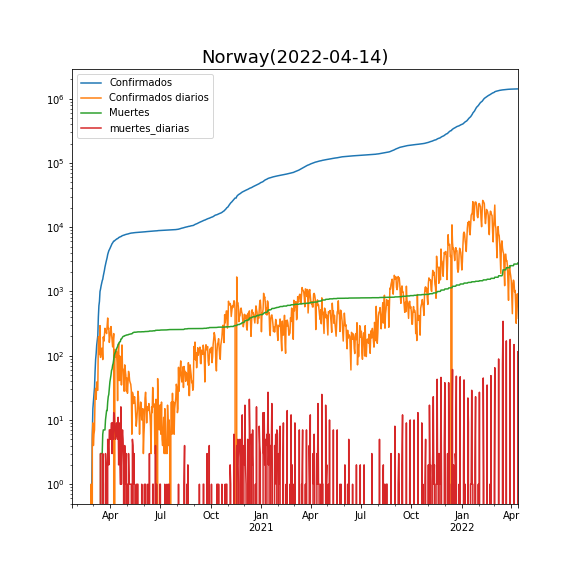 Norway(2022-04-14)
Confirmados
Confirmados diarios
Muertes
muertes_diarias
10⁶
10⁵
10⁴
10³
10²
10¹
10⁰
Apr Jul Oct Jan Apr Jul Oct Jan Apr
2021 2022